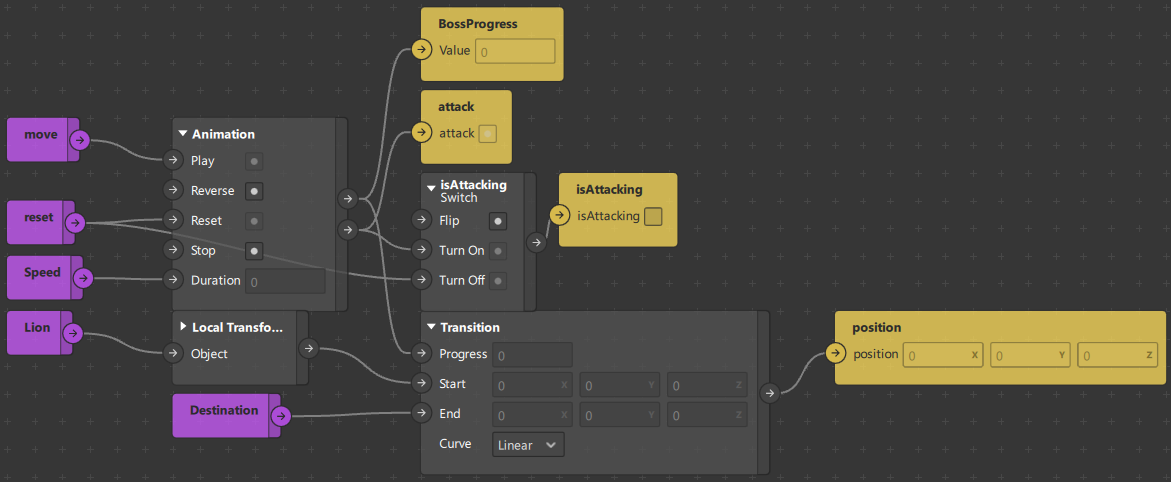 BossProgress
Value 0
attack
attack
move
Animation
Play
Reverse
reset
Reset
Stop
Speed
Duration 0
isAttacking
Switch
Flip
Turn On
Turn Off
isAttacking
isAttacking
Lion
Local Transfo...
Object
Destination
Transition
Progress 0
Start 0 X 0 Y 0 Z
End 0 X 0 Y 0 Z
Curve Linear
position
position 0 X 0 Y 0 Z